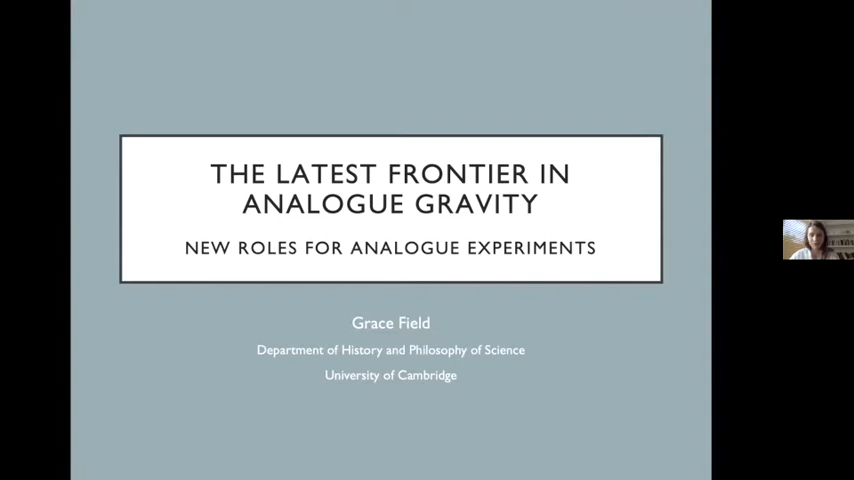 THE LATEST FRONTIER IN
ANALOGUE GRAVITY
NEW ROLES FOR ANALOGUE EXPERIMENTS
Grace Field
Department of History and Philosophy of Science
University of Cambridge